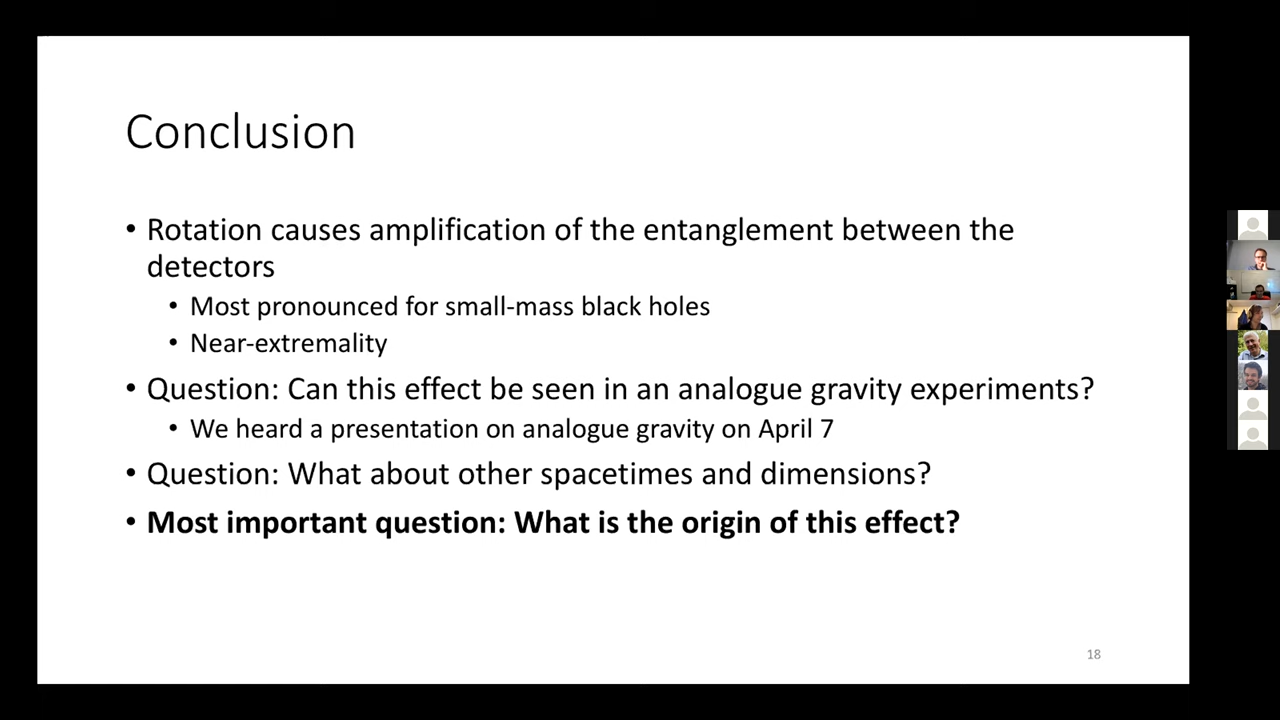 Conclusion
• Rotation causes amplification of the entanglement between the
detectors
• Most pronounced for small-mass black holes
• Near-extremality
• Question: Can this effect be seen in an analogue gravity experiments?
• We heard a presentation on analogue gravity on April 7
• Question: What about other spacetimes and dimensions?
• Most important question: What is the origin of this effect?
18